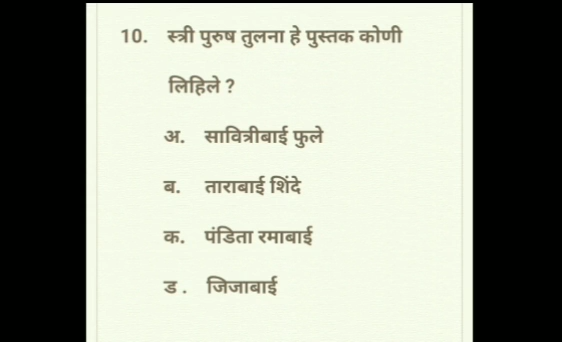 10. स्त्री पुरुष तुलना हे पुस्तक कोणी
लिहिले ?
अ. सावित्रीबाई फुले
ब. ताराबाई शिंदे
क. पंडिता रमाबाई
ड . जिजाबाई